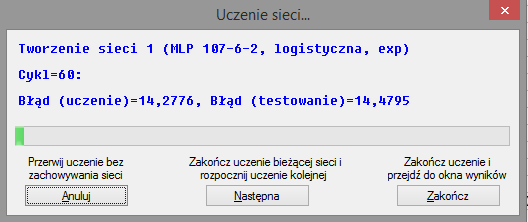 Uczenie sieci...
Tworzenie sieci 1 (MLP 107-6-2, logistyczna, exp)
Cykl=60:
Błąd (uczenie)=14,2776, Błąd (testowanie)=14,4795
Przerwij uczenie bez
zachowywania sieci
Zakończ uczenie bieżącej sieci i
rozpocznij uczenie kolejnej
Zakończ uczenie i
przejdź do okna wyników
Anuluj
Następna
Zakończ